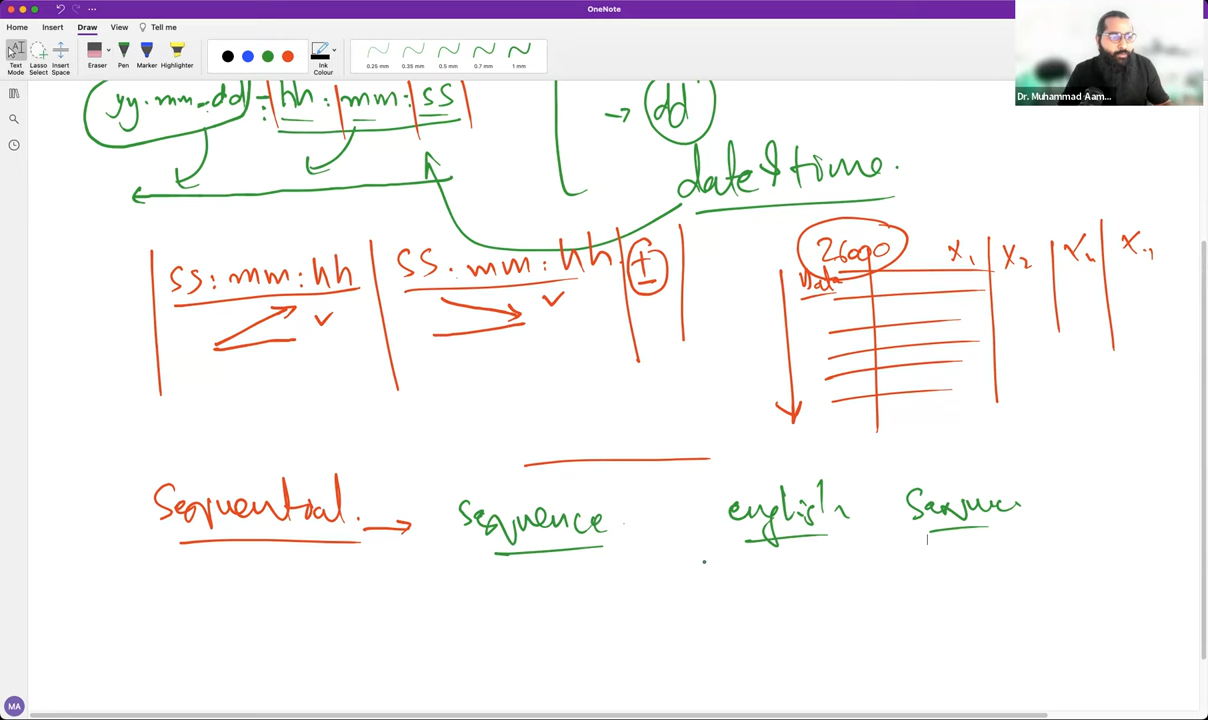 OneNote
Home Insert Draw View Tell me
Text Mode
Lasso Select
Insert Space
Eraser
Pen
Marker
Highlighter
Ink Colour
0.25 mm 0.35 mm 0.5 mm 0.7 mm 1 mm
Dr. Muhammad Aam...
yy.mm-dd : hh : mm : ss
→ dd
date & time.
ss:mm:hh ss:mm:hh. ±
26000 x1 x2
Data
Sequential. → sequence english
MA